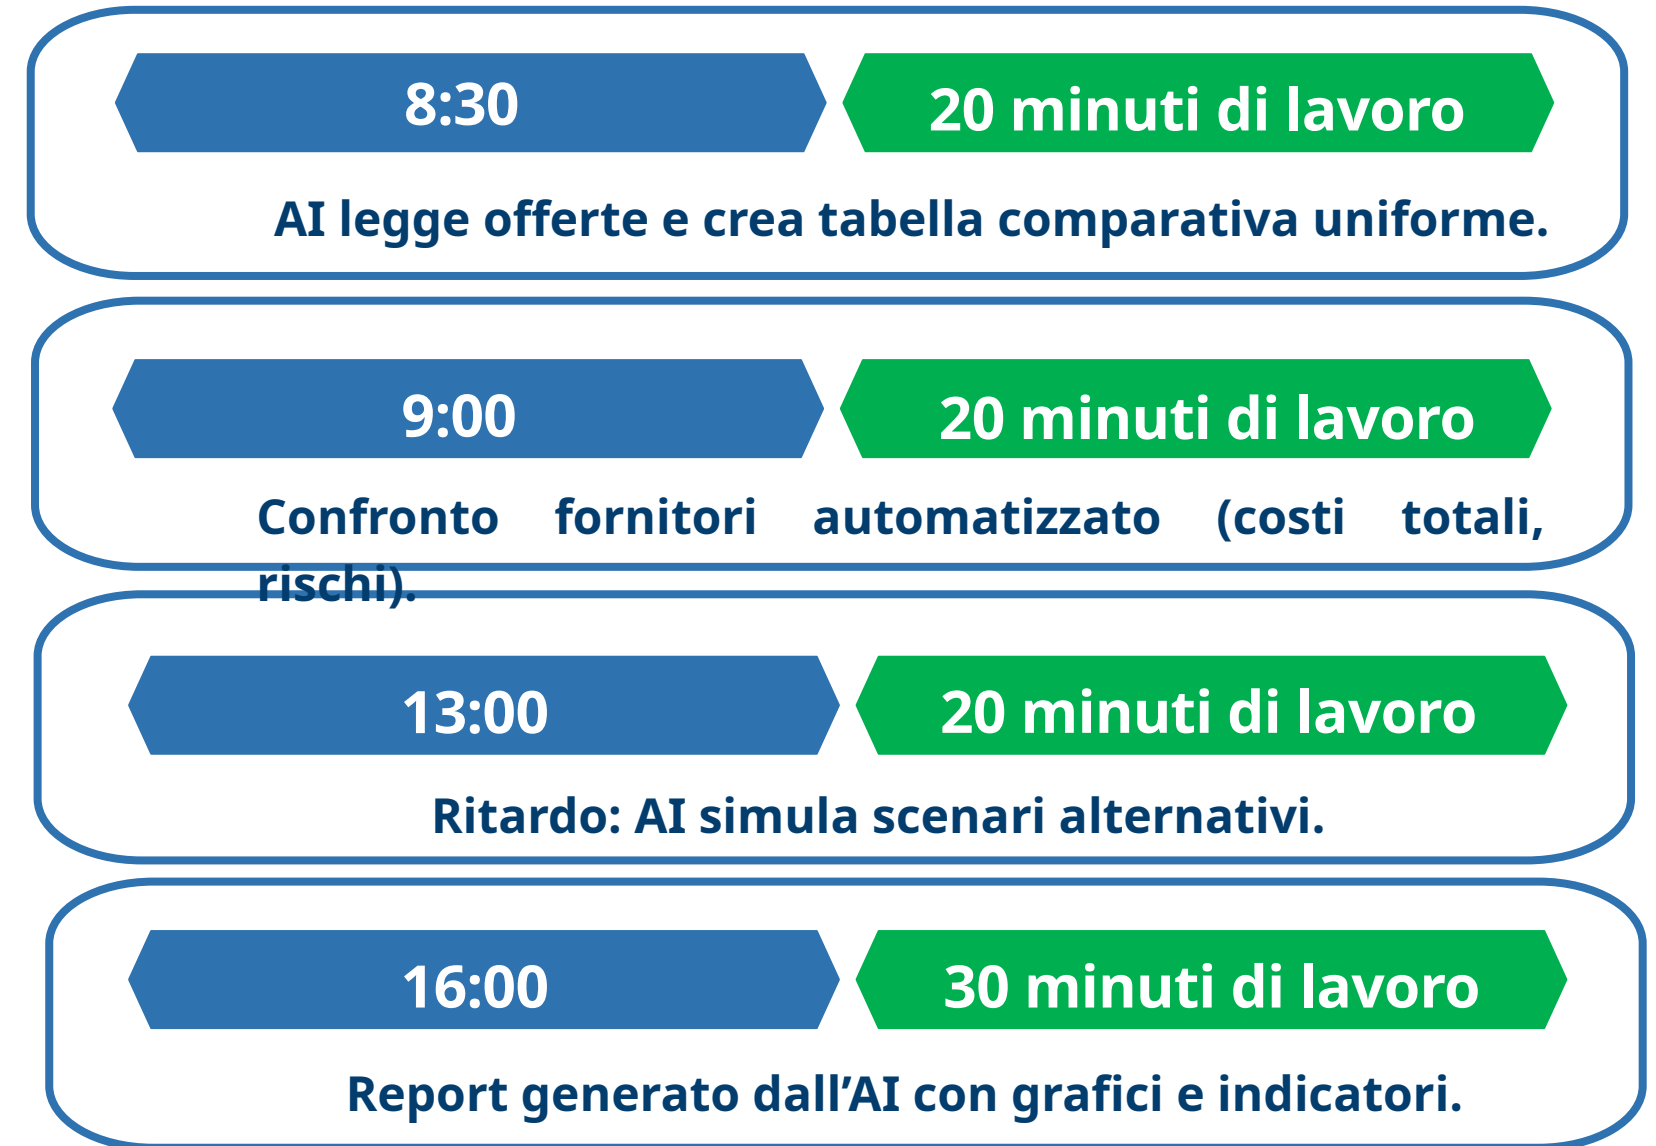 8:30
20 minuti di lavoro
AI legge offerte e crea tabella comparativa uniforme.
9:00
20 minuti di lavoro
Confronto fornitori automatizzato (costi totali,
rischi).
13:00
20 minuti di lavoro
Ritardo: AI simula scenari alternativi.
16:00
30 minuti di lavoro
Report generato dall’AI con grafici e indicatori.